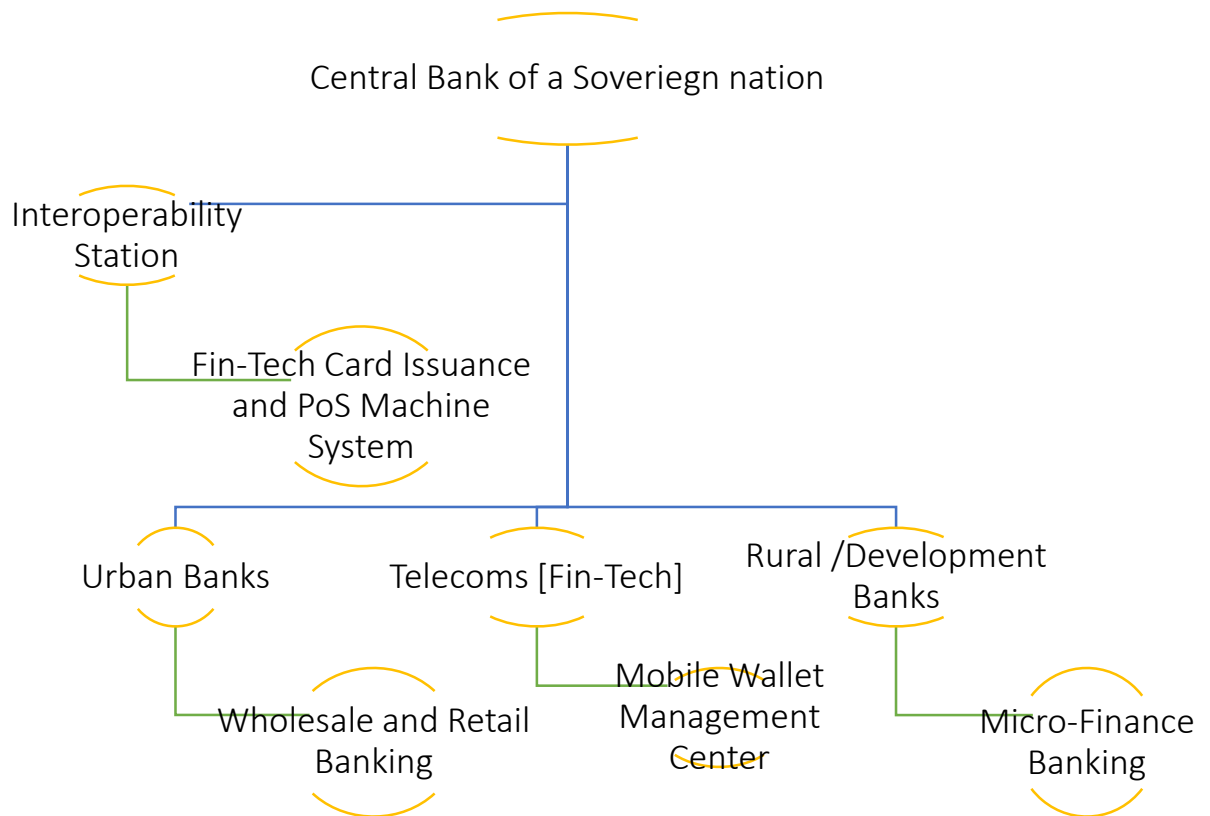 Central Bank of a Soveriegn nation
Interoperability
Station
Fin-Tech Card Issuance
and PoS Machine
System
Urban Banks
Telecoms [Fin-Tech]
Rural /Development
Banks
Wholesale and Retail
Banking
Mobile Wallet
Management
Center
Micro-Finance
Banking